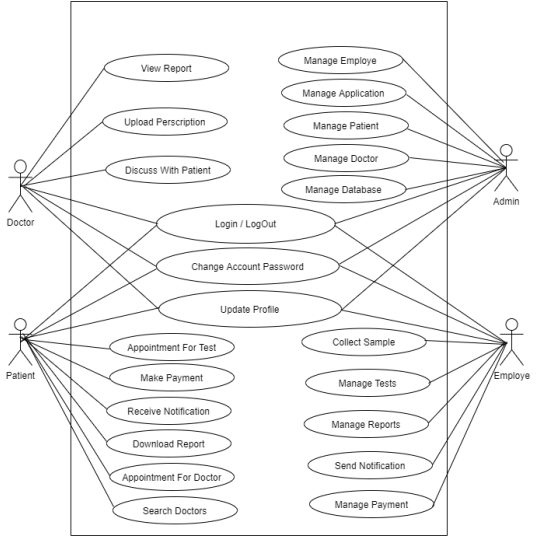 Manage Employe
View Report
Manage Application
Upload Perscription
Manage Patient
Manage Doctor
Discuss With Patient
Manage Database
Admin
Doctor
Login / LogOut
Change Account Password
Update Profile
Collect Sample
Appointment For Test
Patient
Employe
Make Payment
Manage Tests
Receive Notification
Manage Reports
Download Report
Send Notification
Appointment For Doctor
Manage Payment
Search Doctors